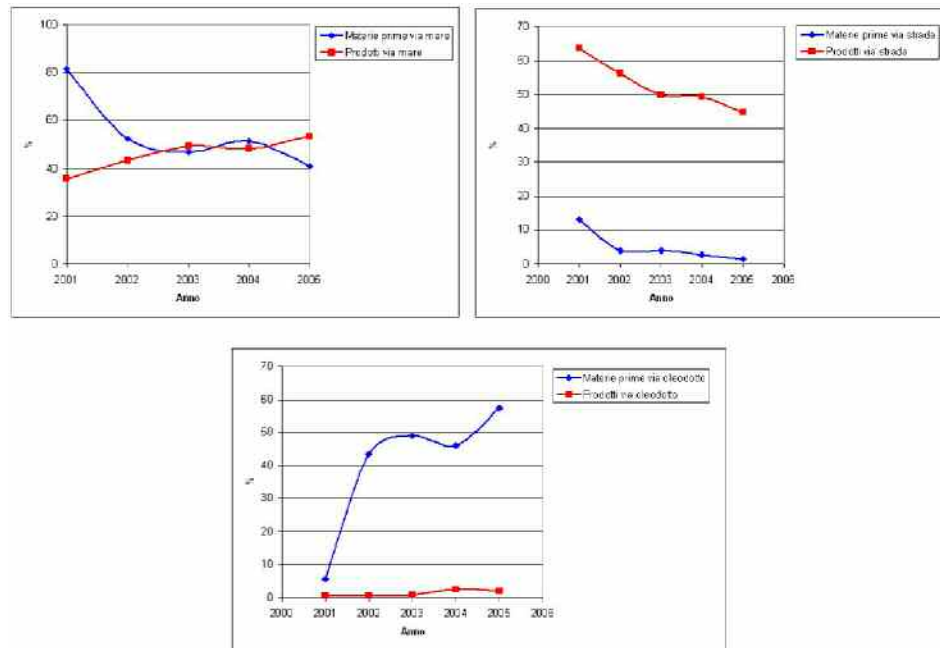 100
80
60
40
20
0
%
2001 2002 2003 2004 2005
Anno
Materie prime via mare
Prodotti via mare
70
60
50
40
30
20
10
0
%
2000 2001 2002 2003 2004 2005 2006
Anno
Materie prime via strada
Prodotti via strada
70
60
50
40
30
20
10
0
%
2000 2001 2002 2003 2004 2005 2006
Anno
Materie prime via oleodotto
Prodotti via oleodotto